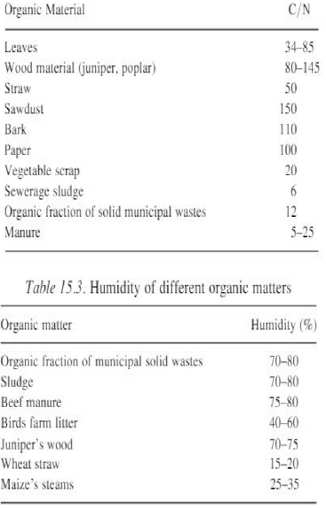 Organic Material C/N
Leaves 34–85
Wood material (juniper, poplar) 80–145
Straw 50
Sawdust 150
Bark 110
Paper 100
Vegetable scrap 20
Sewerage sludge 6
Organic fraction of solid municipal wastes 12
Manure 5–25
Table 15.3. Humidity of different organic matters
Organic matter Humidity (%)
Organic fraction of municipal solid wastes 70–80
Sludge 70–80
Beef manure 75–80
Birds farm litter 40–60
Juniper's wood 70–75
Wheat straw 15–20
Maize's steams 25–35